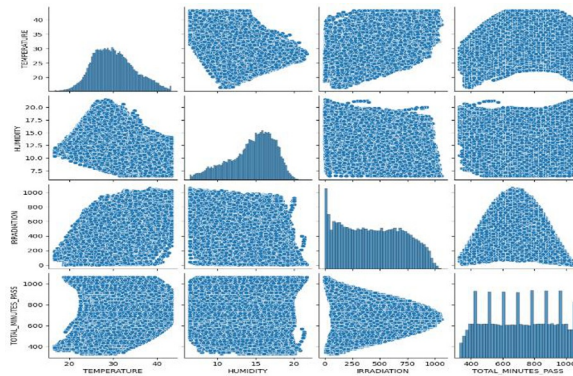 TEMPERATURE
40
35
30
25
20
HUMIDITY
20.0
17.5
15.0
12.5
10.0
7.5
IRRADIATION
1000
800
600
400
200
0
TOTAL_MINUTES_PASS
1000
800
600
400
20 30 40
10 15 20
0 250 500 750 1000
400 600 800 1000
TEMPERATURE HUMIDITY IRRADIATION TOTAL_MINUTES_PASS